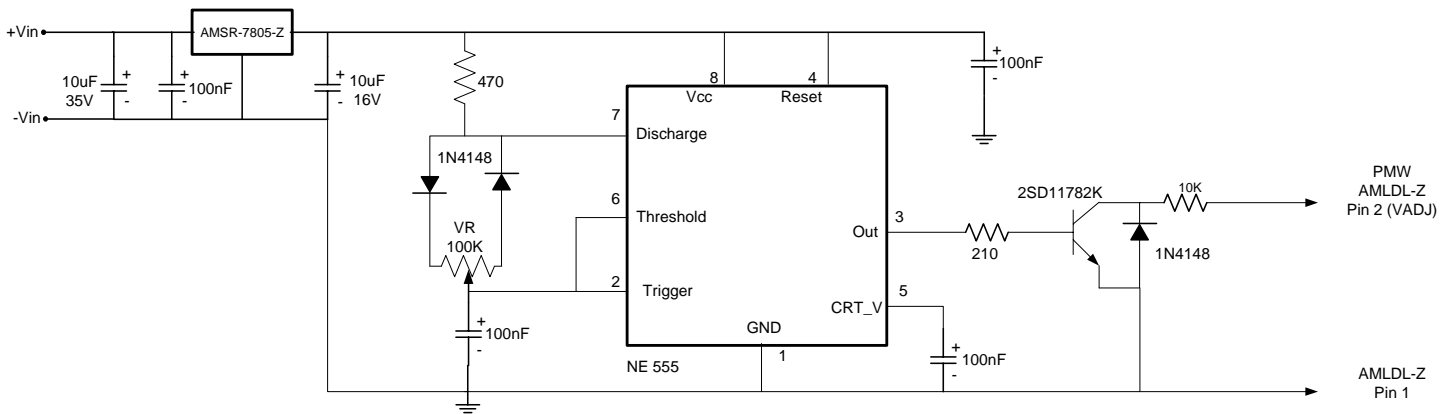 +Vin
AMSR-7805-Z
10uF
35V
+
-
+
100nF
-
+
10uF
-
16V
-Vin
470
8
4
+
100nF
-
Vcc
Reset
7
Discharge
1N4148
6
Threshold
VR
100K
2
Trigger
+
100nF
-
3
Out
210
2SD11782K
10K
1N4148
PMW
AMLDL-Z
Pin 2 (VADJ)
5
CRT_V
GND
1
NE 555
+
100nF
-
AMLDL-Z
Pin 1